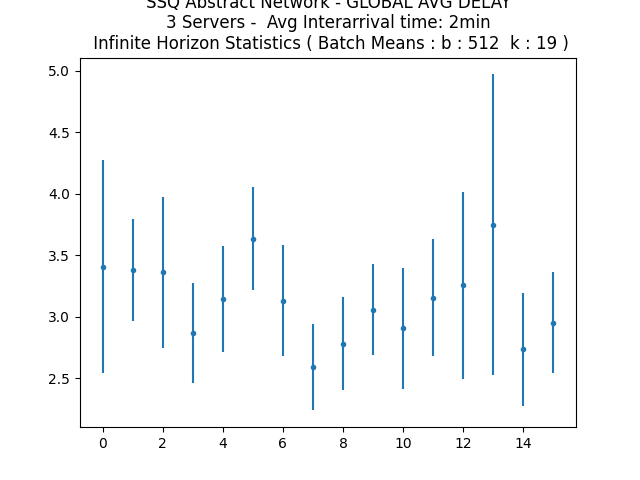 SSQ Abstract Network - GLOBAL AVG DELAY
3 Servers -  Avg Interarrival time: 2min
Infinite Horizon Statistics ( Batch Means : b : 512  k : 19 )
5.0
4.5
4.0
3.5
3.0
2.5
0 2 4 6 8 10 12 14